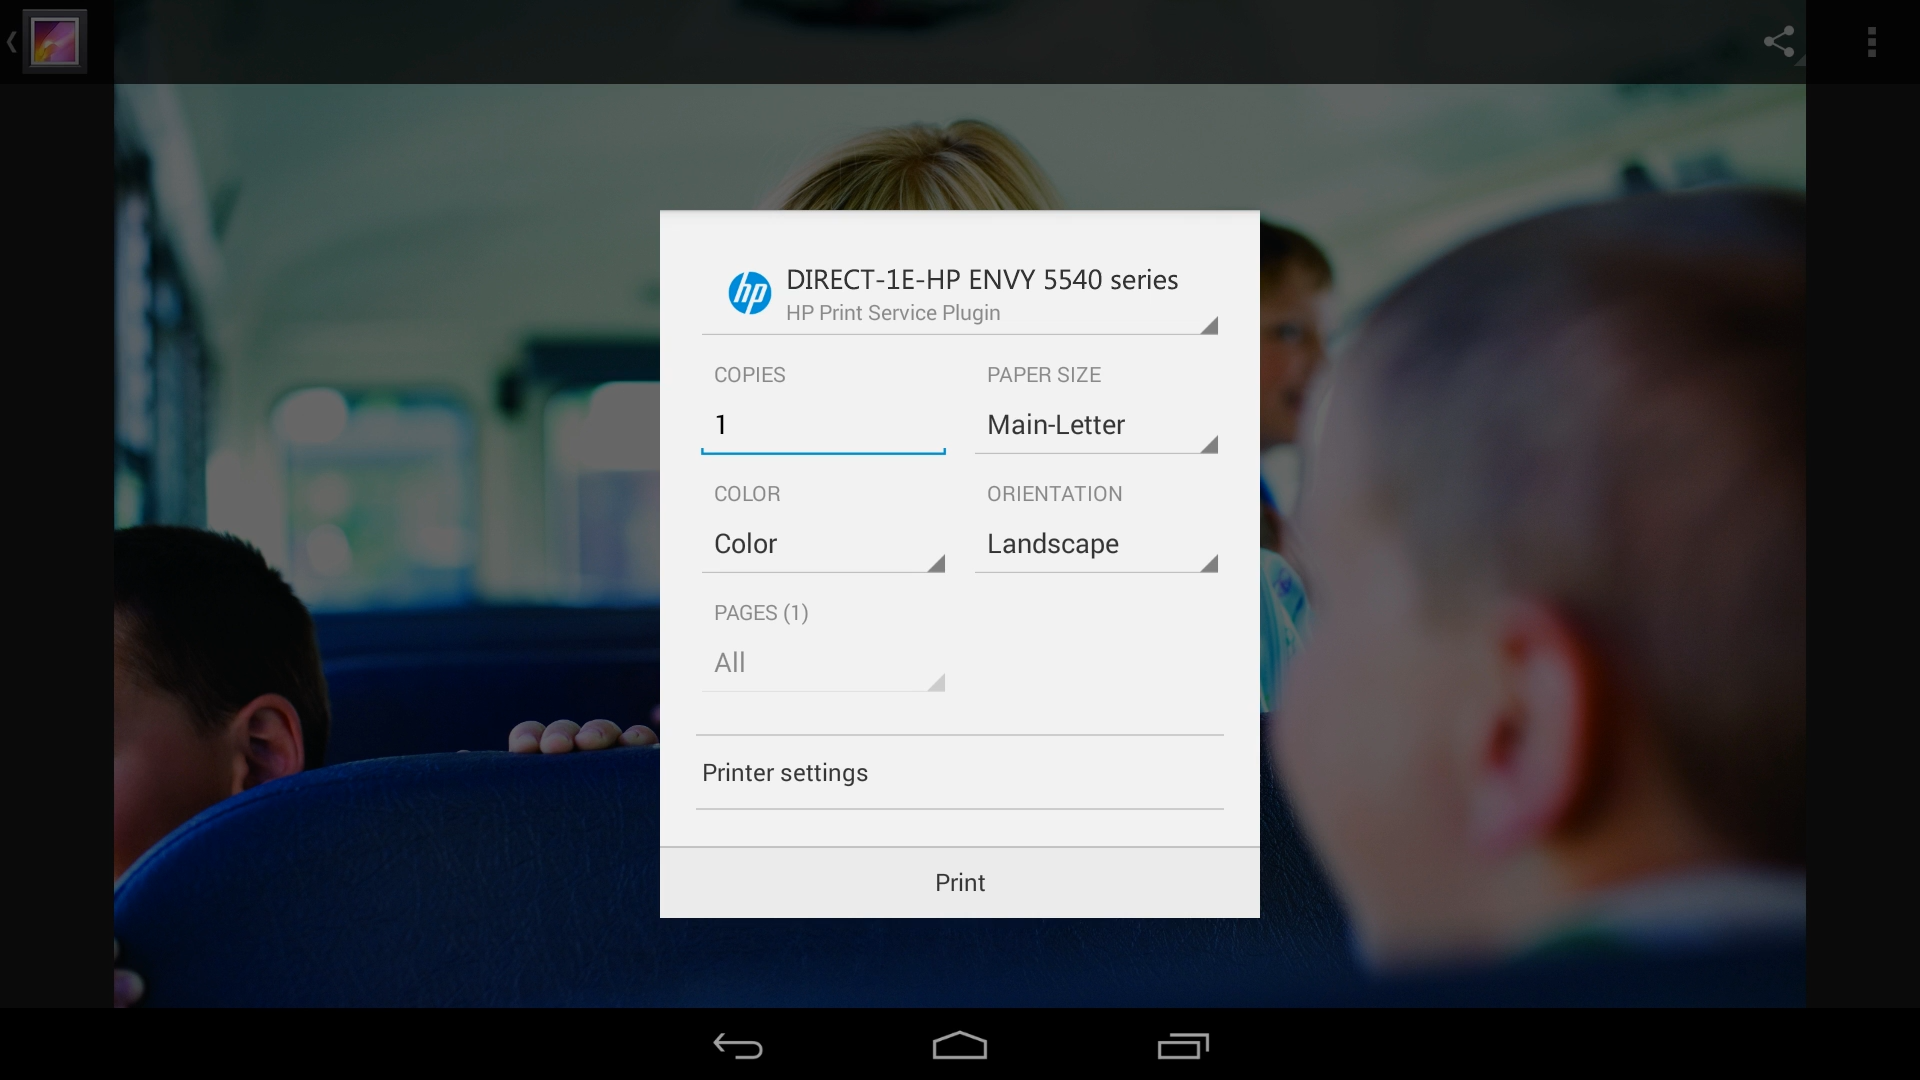 hp
DIRECT-1E-HP ENVY 5540 series
HP Print Service Plugin
COPIES
1
PAPER SIZE
Main-Letter
COLOR
Color
ORIENTATION
Landscape
PAGES (1)
All
Printer settings
Print